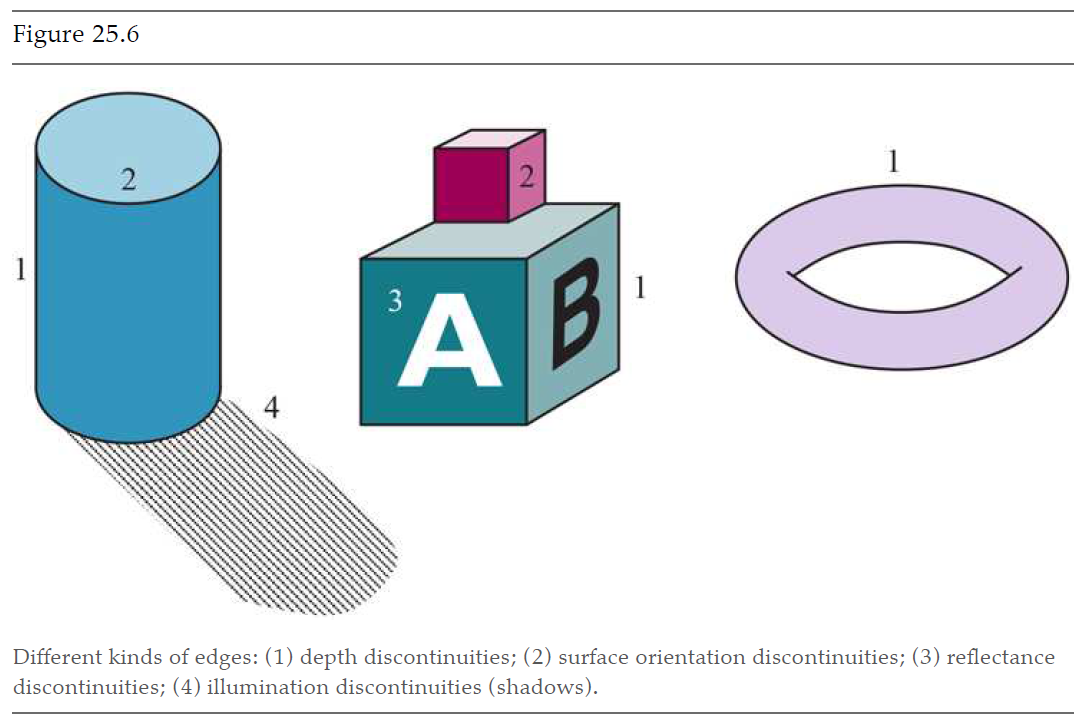 Figure 25.6
1
2
4
2
3
A
B
1
1
Different kinds of edges: (1) depth discontinuities; (2) surface orientation discontinuities; (3) reflectance
discontinuities; (4) illumination discontinuities (shadows).